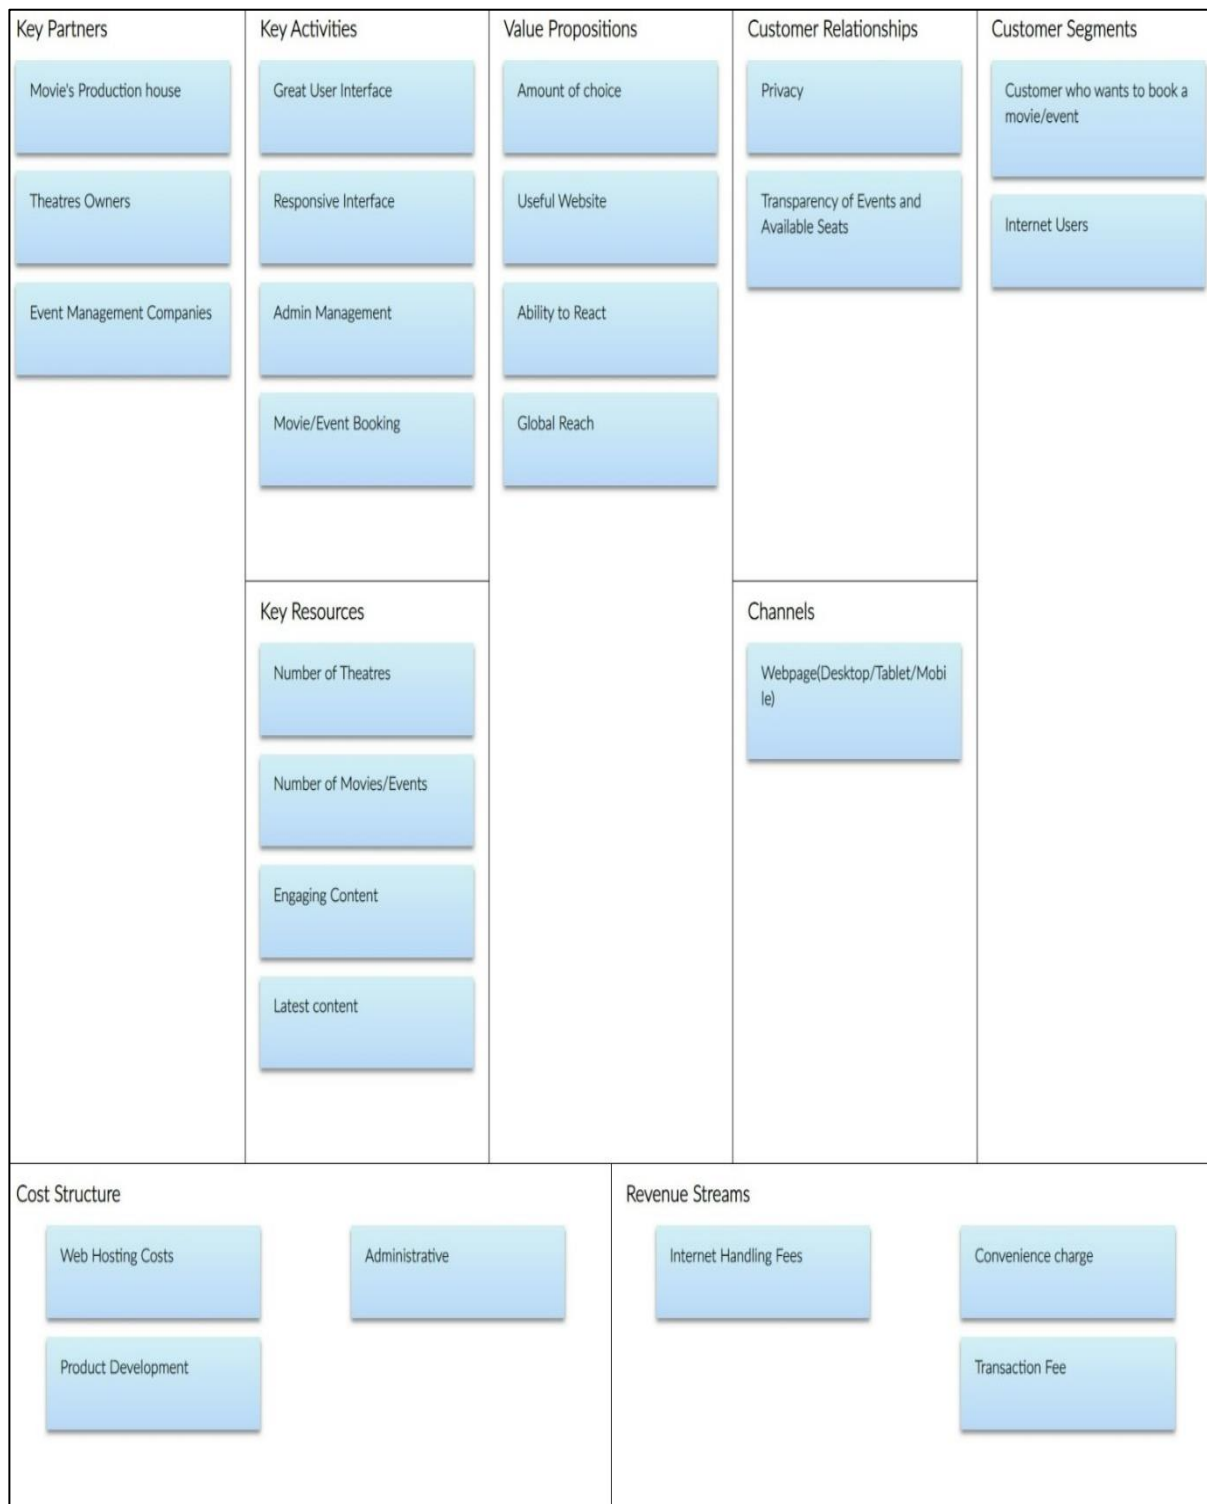 Key Partners
Movie's Production house
Theatres Owners
Event Management Companies
Key Activities
Great User Interface
Responsive Interface
Admin Management
Movie/Event Booking
Key Resources
Number of Theatres
Number of Movies/Events
Engaging Content
Latest content
Value Propositions
Amount of choice
Useful Website
Ability to React
Global Reach
Customer Relationships
Privacy
Transparency of Events and
Available Seats
Channels
Webpage(Desktop/Tablet/Mobi
le)
Customer Segments
Customer who wants to book a
movie/event
Internet Users
Cost Structure
Web Hosting Costs
Administrative
Product Development
Revenue Streams
Internet Handling Fees
Convenience charge
Transaction Fee